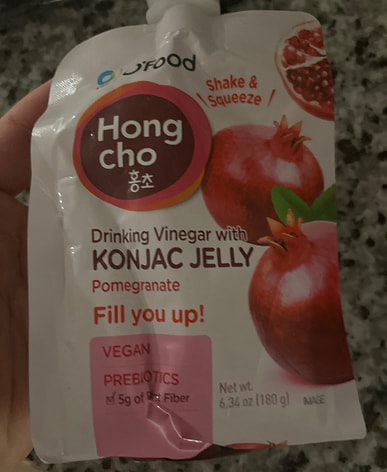 O'Food
Shake &
Squeeze
Hong
cho
홍초
Drinking Vinegar with
KONJAC JELLY
Pomegranate
Fill you up!
VEGAN
PREBIOTICS
5g of Fiber
Net wt.
6.34 oz (180 g)
IMAGE